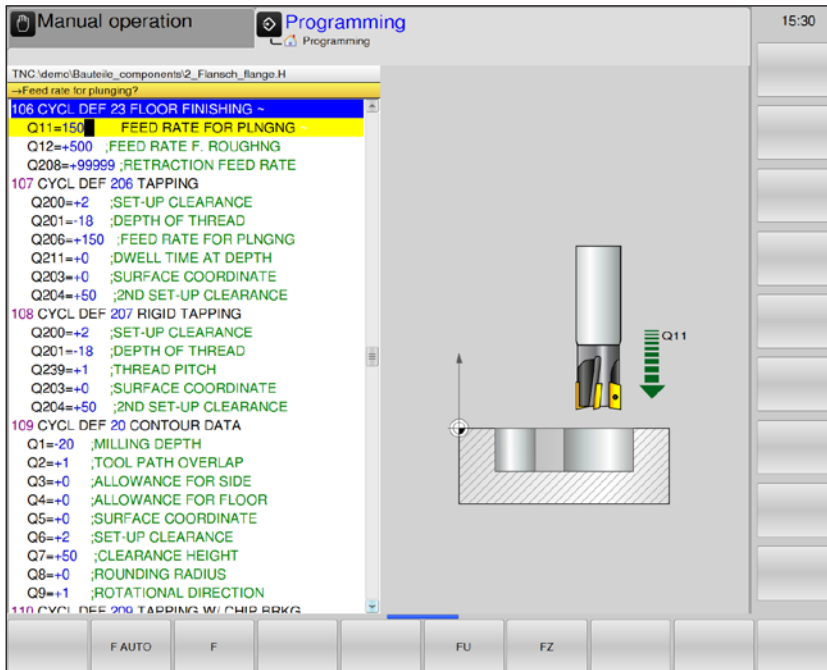 Manual operation
Programming
Programming
15:30
TNC:\demo\Bauteile_components\2_Flansch_flange.H
→Feed rate for plunging?
106 CYCL DEF 23 FLOOR FINISHING ~
Q11=150 FEED RATE FOR PLNGNG ~
Q12=+500 ;FEED RATE F. ROUGHNG
Q208=+99999 ;RETRACTION FEED RATE
107 CYCL DEF 206 TAPPING
Q200=+2 ;SET-UP CLEARANCE
Q201=-18 ;DEPTH OF THREAD
Q206=+150 ;FEED RATE FOR PLNGNG
Q211=+0 ;DWELL TIME AT DEPTH
Q203=+0 ;SURFACE COORDINATE
Q204=+50 ;2ND SET-UP CLEARANCE
108 CYCL DEF 207 RIGID TAPPING
Q200=+2 ;SET-UP CLEARANCE
Q201=-18 ;DEPTH OF THREAD
Q239=+1 ;THREAD PITCH
Q203=+0 ;SURFACE COORDINATE
Q204=+50 ;2ND SET-UP CLEARANCE
109 CYCL DEF 20 CONTOUR DATA
Q1=-20 ;MILLING DEPTH
Q2=+1 ;TOOL PATH OVERLAP
Q3=+0 ;ALLOWANCE FOR SIDE
Q4=+0 ;ALLOWANCE FOR FLOOR
Q5=+0 ;SURFACE COORDINATE
Q6=+2 ;SET-UP CLEARANCE
Q7=+50 ;CLEARANCE HEIGHT
Q8=+0 ;ROUNDING RADIUS
Q9=+1 ;ROTATIONAL DIRECTION
110 CYCL DEF 209 TAPPING W/ CHIP BRKG
Q11
F AUTO
F
FU
FZ